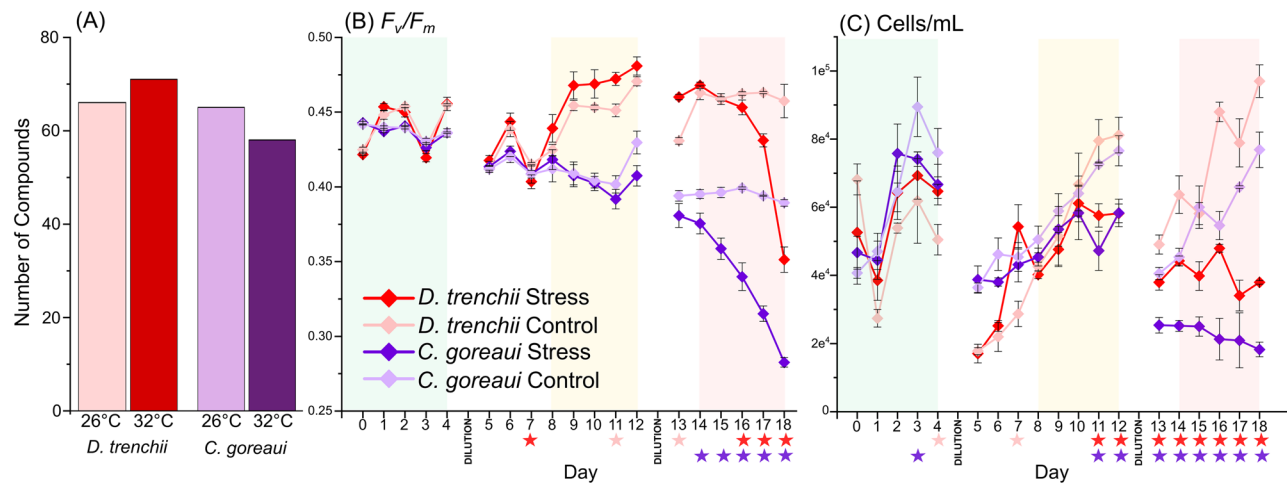 (A)
Number of Compounds
80
60
40
20
0
26°C 32°C 26°C 32°C
D. trenchii C. goreaui
(B) Fv/Fm
0.50
0.45
0.40
0.35
0.30
0.25
D. trenchii Stress
D. trenchii Control
C. goreaui Stress
C. goreaui Control
0 1 2 3 4 DILUTION 5 6 7 8 9 10 11 12 DILUTION 13 14 15 16 17 18
Day
(C) Cells/mL
1e⁵
8e⁴
6e⁴
4e⁴
2e⁴
0
0 1 2 3 4 DILUTION 5 6 7 8 9 10 11 12 DILUTION 13 14 15 16 17 18
Day